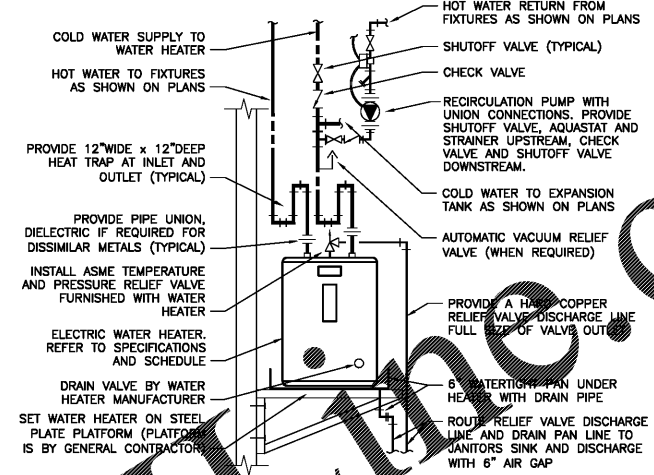 COLD WATER SUPPLY TO
WATER HEATER
HOT WATER TO FIXTURES
AS SHOWN ON PLANS
PROVIDE 12"WIDE x 12"DEEP
HEAT TRAP AT INLET AND
OUTLET (TYPICAL)
PROVIDE PIPE UNION,
DIELECTRIC IF REQUIRED FOR
DISSIMILAR METALS (TYPICAL)
INSTALL ASME TEMPERATURE
AND PRESSURE RELIEF VALVE
FURNISHED WITH WATER
HEATER
ELECTRIC WATER HEATER.
REFER TO SPECIFICATIONS
AND SCHEDULE
DRAIN VALVE BY WATER
HEATER MANUFACTURER
SET WATER HEATER ON STEEL
PLATE PLATFORM (PLATFORM
IS BY GENERAL CONTRACTOR)
HOT WATER RETURN FROM
FIXTURES AS SHOWN ON PLANS
SHUTOFF VALVE (TYPICAL)
CHECK VALVE
RECIRCULATION PUMP WITH
UNION CONNECTIONS. PROVIDE
SHUTOFF VALVE, AQUASTAT AND
STRAINER UPSTREAM, CHECK
VALVE AND SHUTOFF VALVE
DOWNSTREAM.
COLD WATER TO EXPANSION
TANK AS SHOWN ON PLANS
AUTOMATIC VACUUM RELIEF
VALVE (WHEN REQUIRED)
PROVIDE A HARD COPPER
RELIEF VALVE DISCHARGE LINE
FULL SIZE OF VALVE OUTLET
6" WATERTIGHT PAN UNDER
HEATER WITH DRAIN PIPE
ROUTE RELIEF VALVE DISCHARGE
LINE AND DRAIN PAN LINE TO
JANITORS SINK AND DISCHARGE
WITH 6" AIR GAP